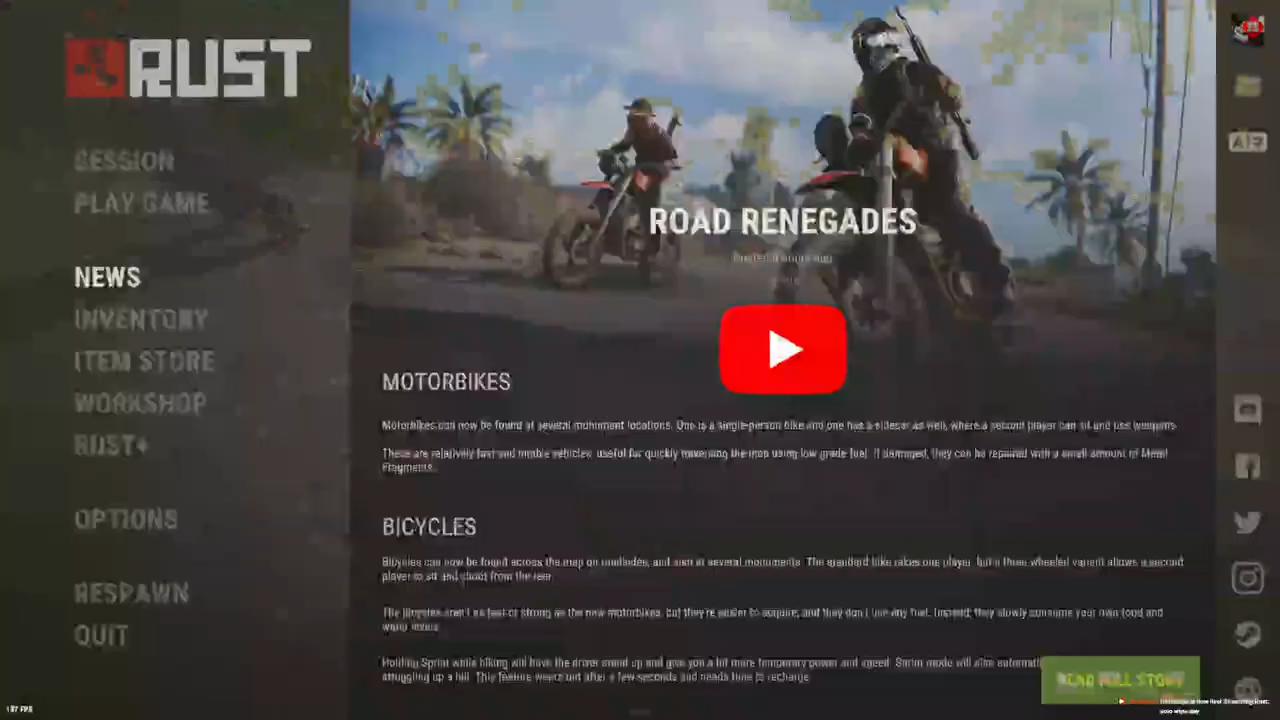 RUST
SESSION
PLAY GAME
NEWS
INVENTORY
ITEM STORE
WORKSHOP
RUST+
OPTIONS
RESPAWN
QUIT
ROAD RENEGADES
MOTORBIKES
Motorbikes can now be found at several monument locations. One is a single-person bike and one has a sidecar as well, where a second player can sit and use weapons.
These are relatively fast and nimble vehicles, useful for quickly traversing the map using low grade fuel. If damaged, they can be repaired with a small amount of Metal
Fragments.
BICYCLES
Bicycles can now be found across the map on roadsides, and also at several monuments. The standard bike takes one player, but a three wheeled variant allows a second
player to sit and shoot from the rear.
The bicycles aren't as fast or strong as the new motorbikes, but they're easier to acquire, and they don't use any fuel. Instead, they slowly consume your own food and
water levels.
Holding Sprint while biking will have the driver stand up and give you a bit more temporary power and speed. Sprint mode will also
struggling up a hill. This feature wears out after a few seconds and needs time to recharge.
READ FULL STORY
FPS